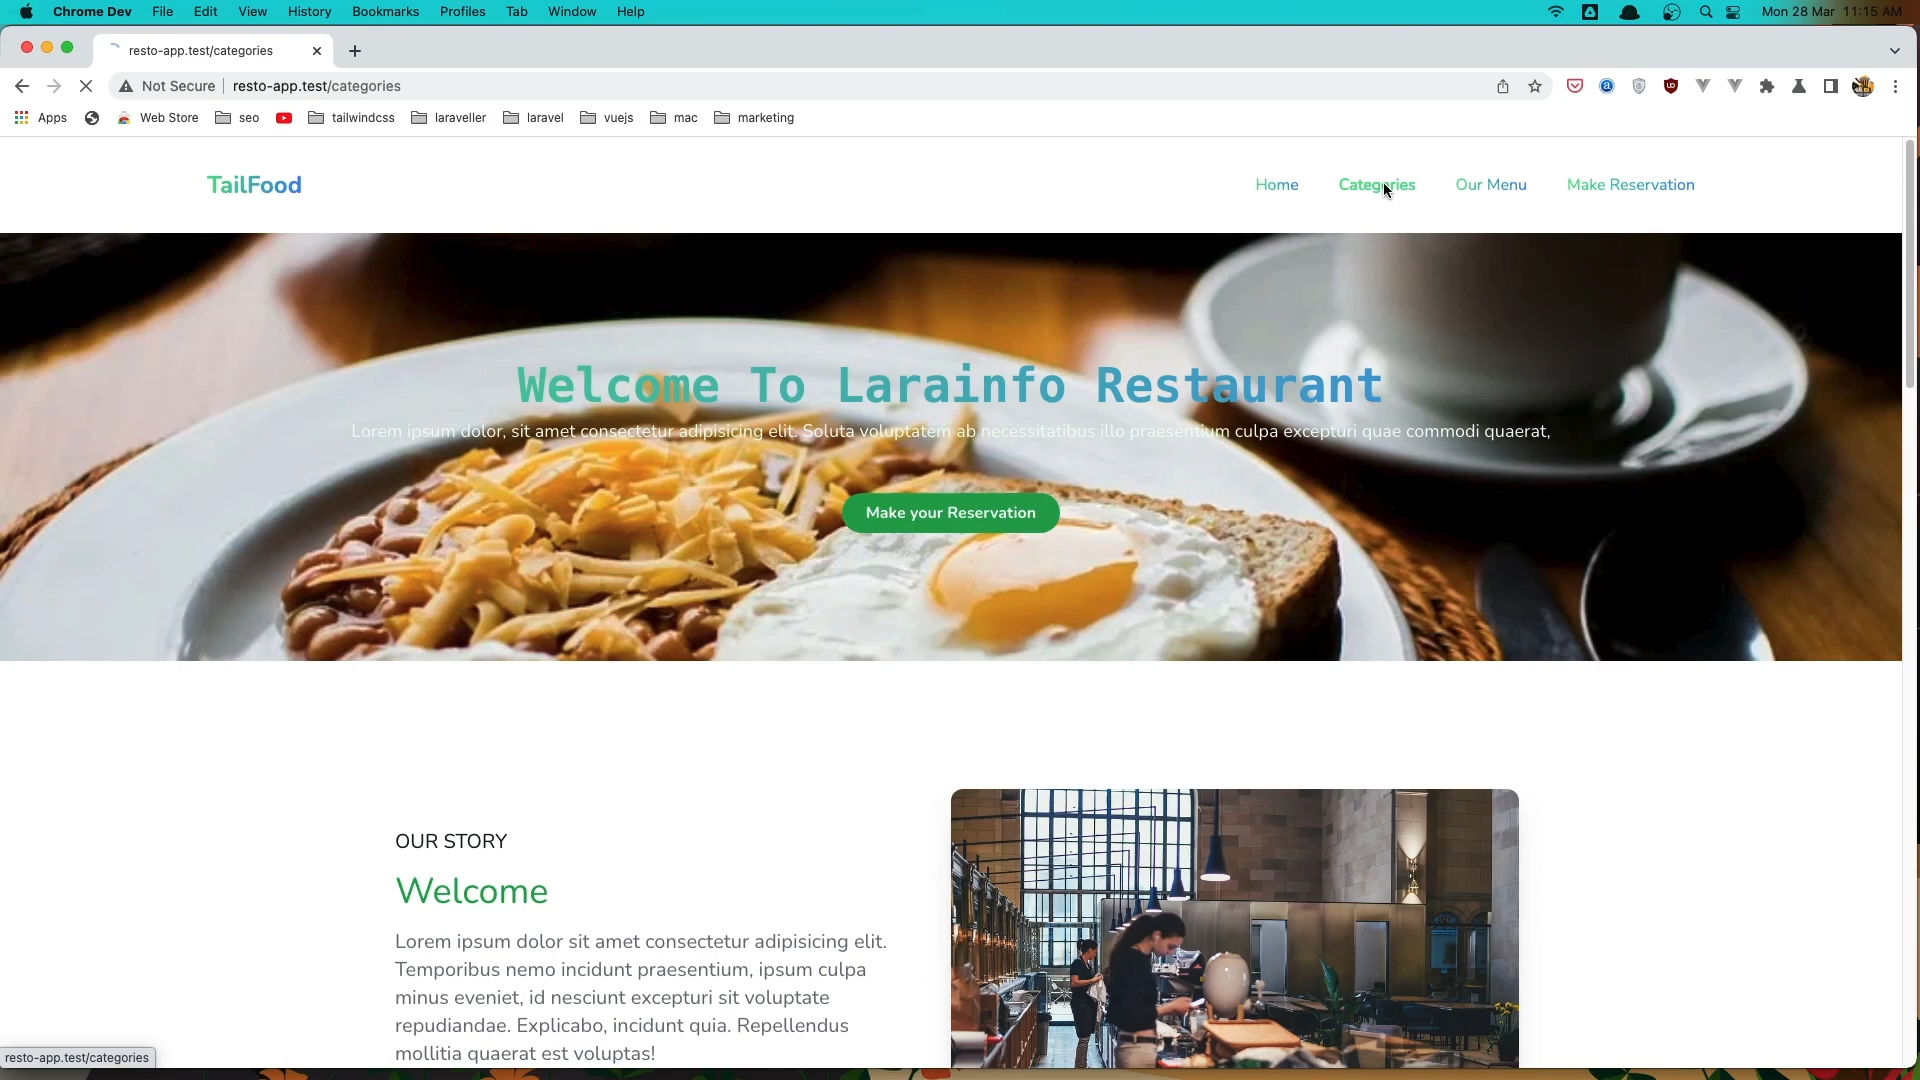 Chrome Dev File Edit View History Bookmarks Profiles Tab Window Help Mon 28 Mar 11:15 AM
resto-app.test/categories
Not Secure resto-app.test/categories
Apps Web Store seo tailwindcss laraveller laravel vuejs mac marketing
TailFood Home Categories Our Menu Make Reservation
Welcome To Larainfo Restaurant
Lorem ipsum dolor, sit amet consectetur adipisicing elit. Soluta voluptatem ab necessitatibus illo praesentium culpa excepturi quae commodi quaerat,
Make your Reservation
OUR STORY
Welcome
Lorem ipsum dolor sit amet consectetur adipisicing elit.
Temporibus nemo incidunt praesentium, ipsum culpa
minus eveniet, id nesciunt excepturi sit voluptate
repudiandae. Explicabo, incidunt quia. Repellendus
mollitia quaerat est voluptas!
resto-app.test/categories